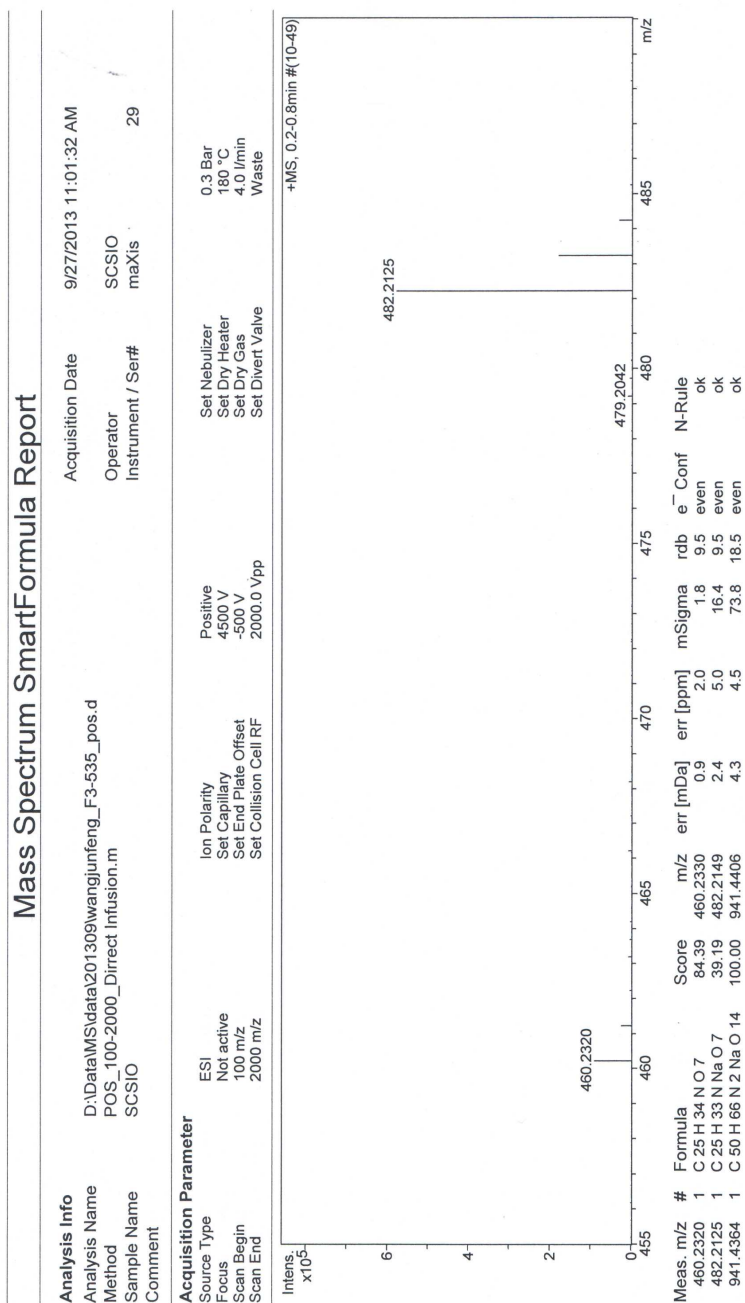 Mass Spectrum SmartFormula Report
Analysis Info
Acquisition Date 9/27/2013 11:01:32 AM
Analysis Name D:\Data\MS\data\201309\wangjunfeng_F3-535_pos.d
Method POS_100-2000_Dirrect Infusion.m
Operator SCSIO
Sample Name SCSIO
Instrument / Ser# maXis 29
Comment
Acquisition Parameter
Source Type ESI Ion Polarity Positive Set Nebulizer 0.3 Bar
Focus Not active Set Capillary 4500 V Set Dry Heater 180 °C
Scan Begin 100 m/z Set End Plate Offset -500 V Set Dry Gas 4.0 l/min
Scan End 2000 m/z Set Collision Cell RF 2000.0 Vpp Set Divert Valve Waste
Intens.
x10⁵
+MS, 0.2-0.8min #(10-49)
6
4
2
0
482.2125
460.2320
479.2042
455 460 465 470 475 480 485 m/z
Meas. m/z # Formula Score m/z err [mDa] err [ppm] mSigma rdb e⁻ Conf N-Rule
460.2320 1 C 25 H 34 N O 7 84.39 460.2330 0.9 2.0 1.8 9.5 even ok
482.2125 1 C 25 H 33 N Na O 7 39.19 482.2149 2.4 5.0 16.4 9.5 even ok
941.4364 1 C 50 H 66 N 2 Na O 14 100.00 941.4406 4.3 4.5 73.8 18.5 even ok